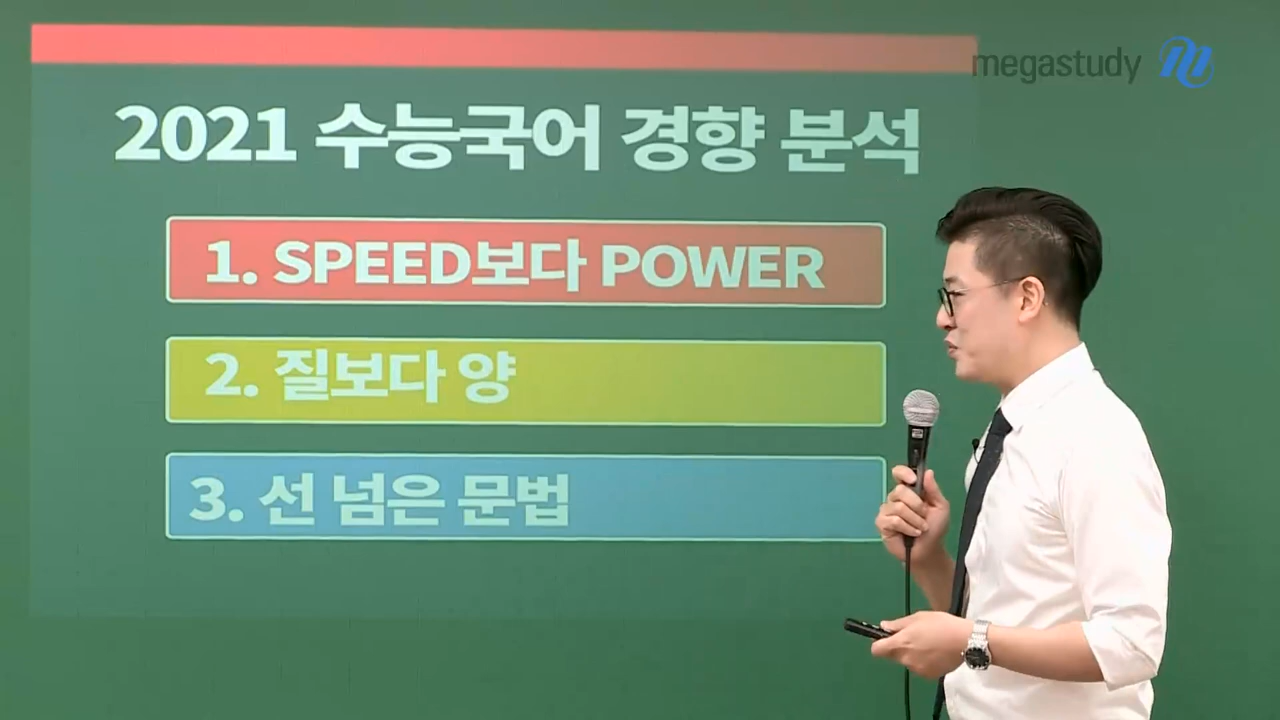 megastudy
2021 수능국어 경향 분석
1. SPEED보다 POWER
2. 질보다 양
3. 선 넘은 문법